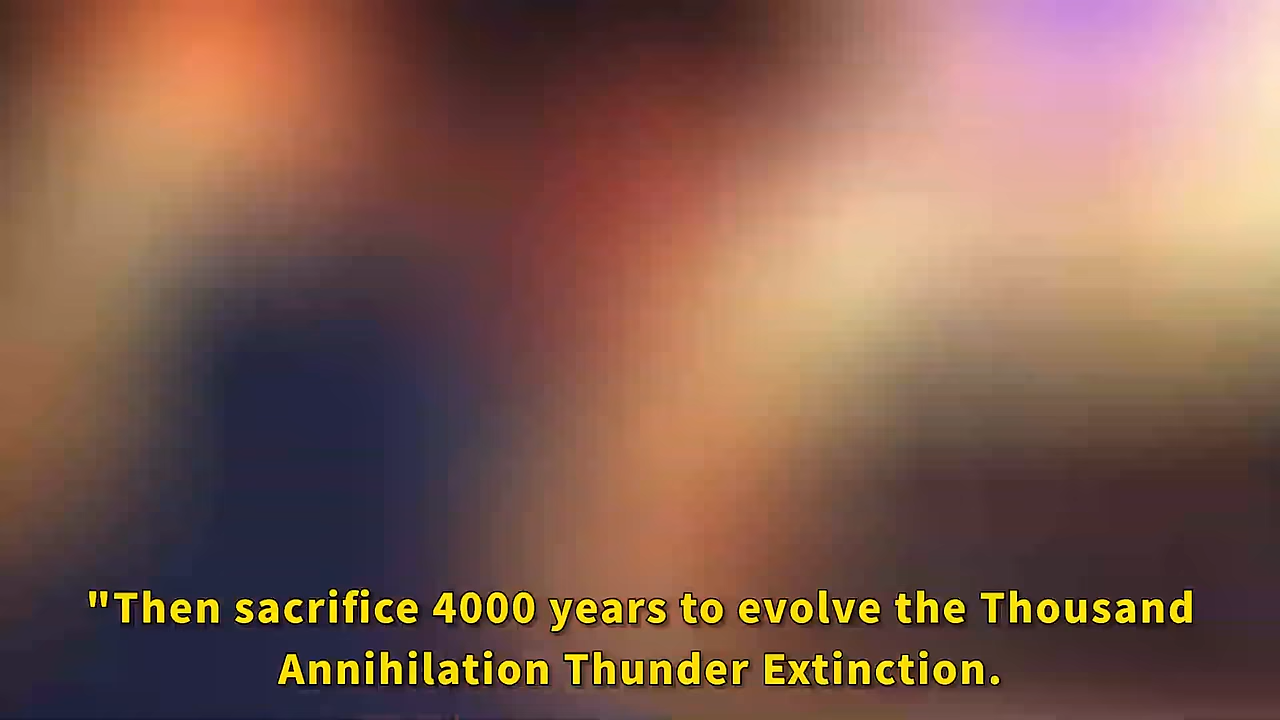 "Then sacrifice 4000 years to evolve the Thousand
Annihilation Thunder Extinction.